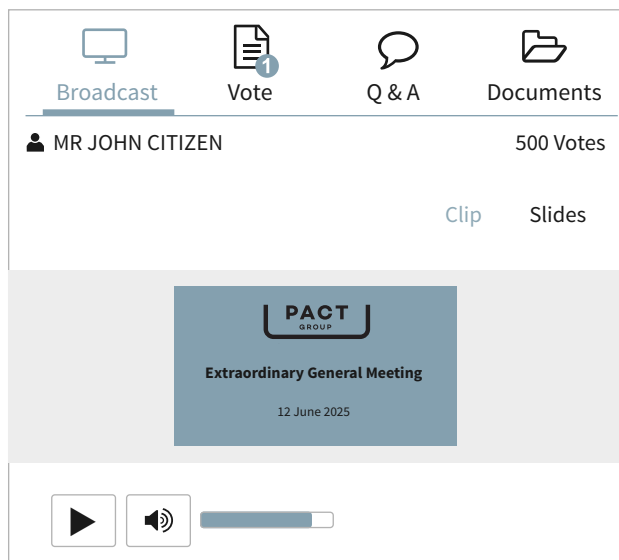 1
Broadcast Vote Q & A Documents
MR JOHN CITIZEN 500 Votes
Clip Slides
PACT
GROUP
Extraordinary General Meeting
12 June 2025